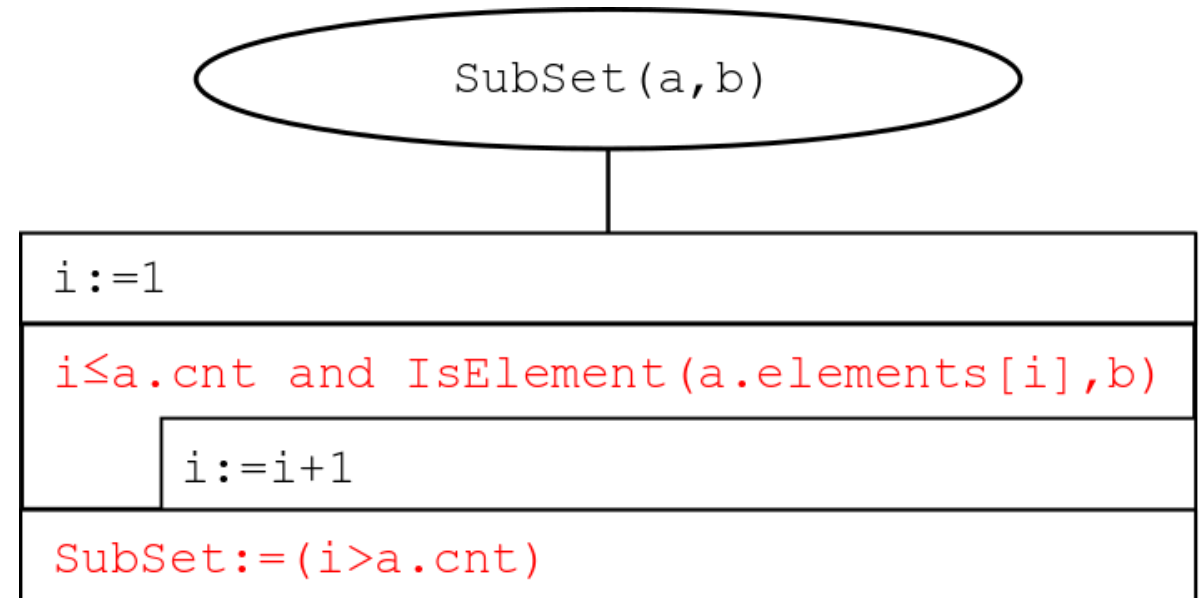 SubSet(a,b)
i:=1
i≤a.cnt and IsElement(a.elements[i],b)
i:=i+1
SubSet:=(i>a.cnt)